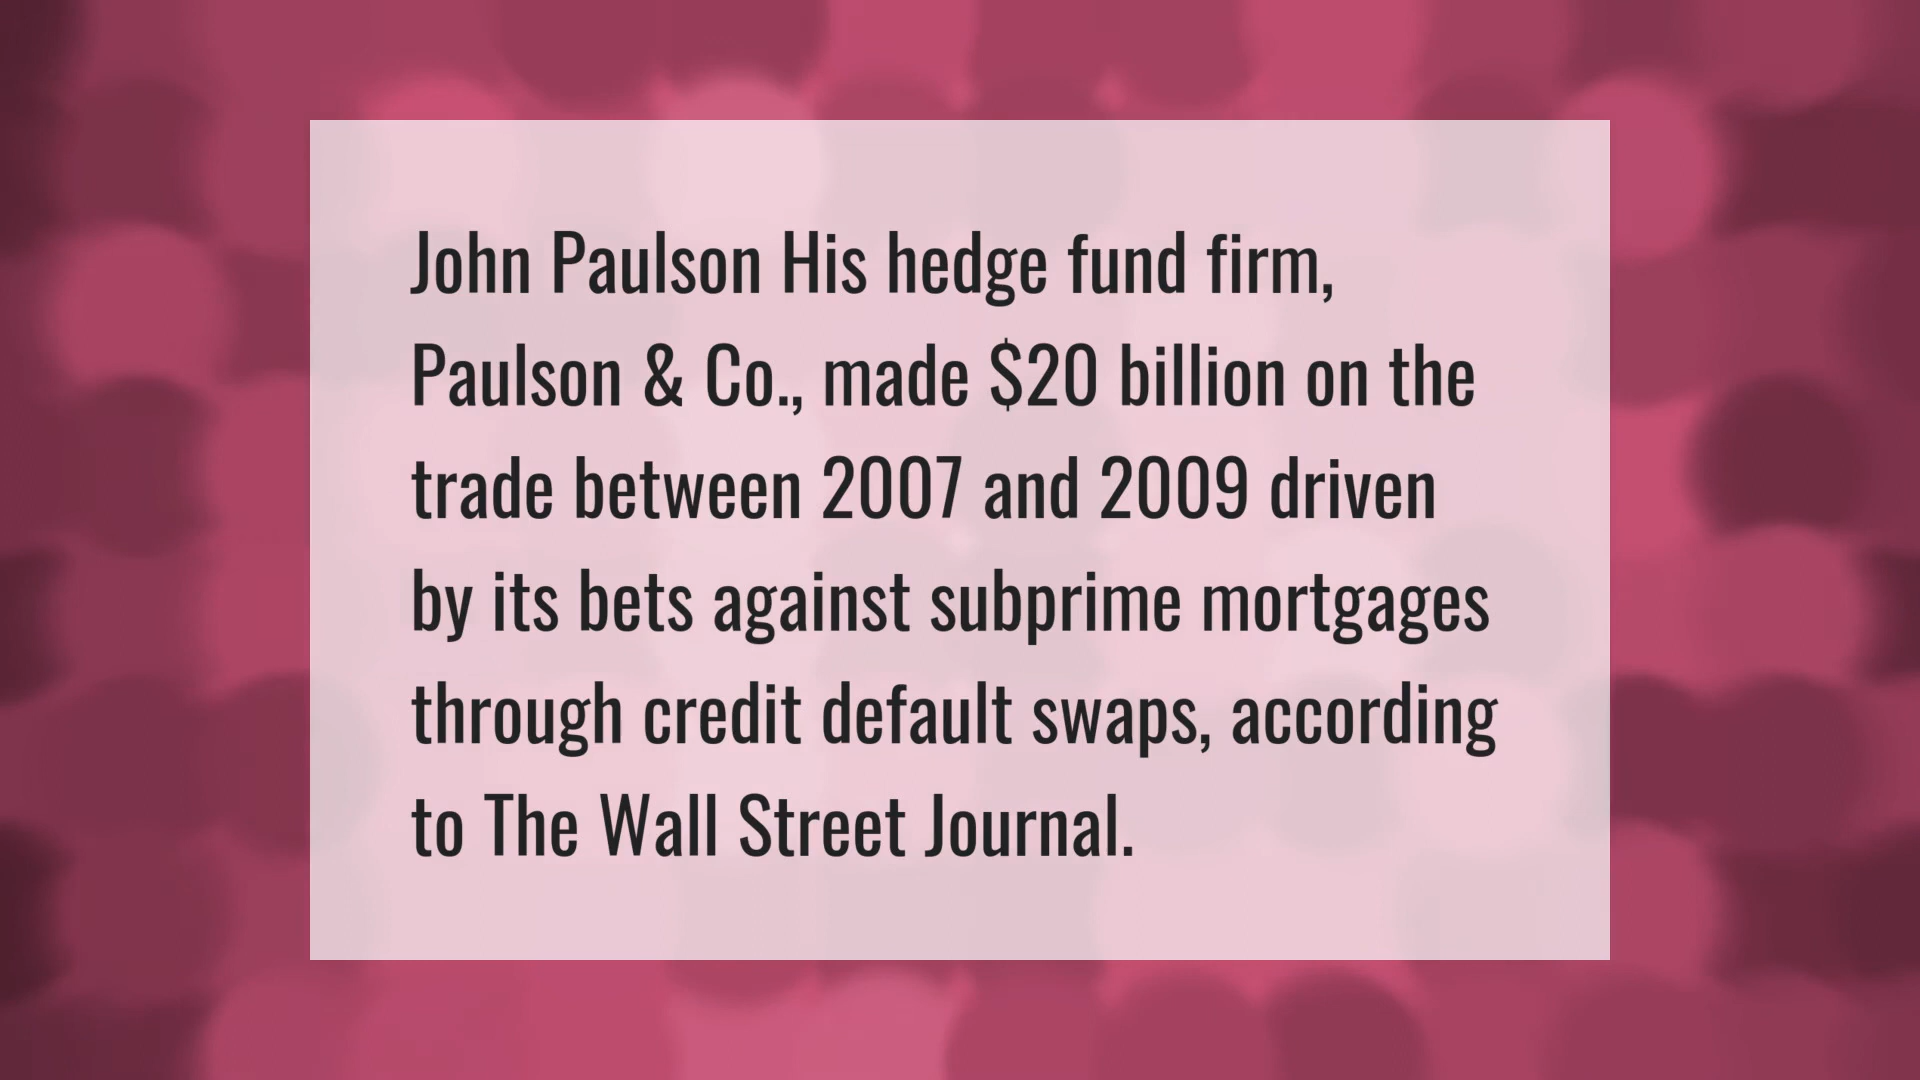 John Paulson His hedge fund firm,
Paulson & Co., made $20 billion on the
trade between 2007 and 2009 driven
by its bets against subprime mortgages
through credit default swaps, according
to The Wall Street Journal.